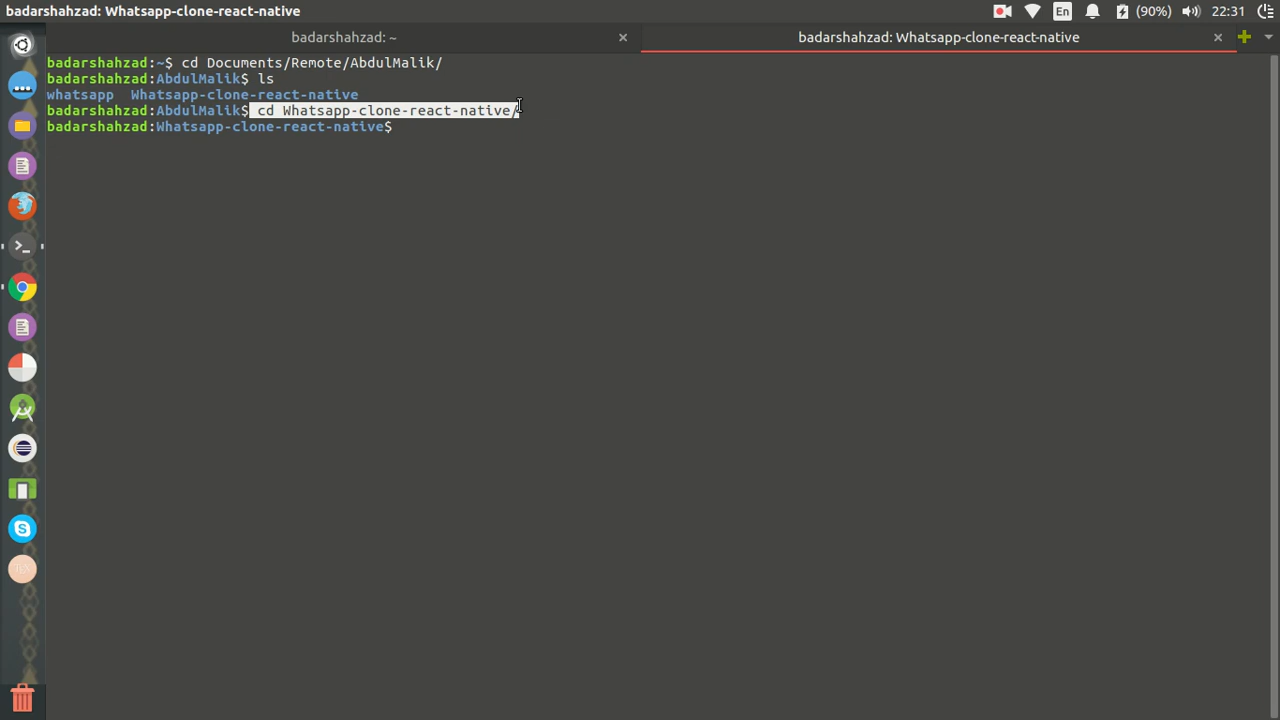 badarshahzad: Whatsapp-clone-react-native
En
(90%)
22:31
badarshahzad: ~
badarshahzad: Whatsapp-clone-react-native
badarshahzad:~$ cd Documents/Remote/AbdulMalik/
badarshahzad:AbdulMalik$ ls
whatsapp  Whatsapp-clone-react-native
badarshahzad:AbdulMalik$ cd Whatsapp-clone-react-native/
badarshahzad:Whatsapp-clone-react-native$